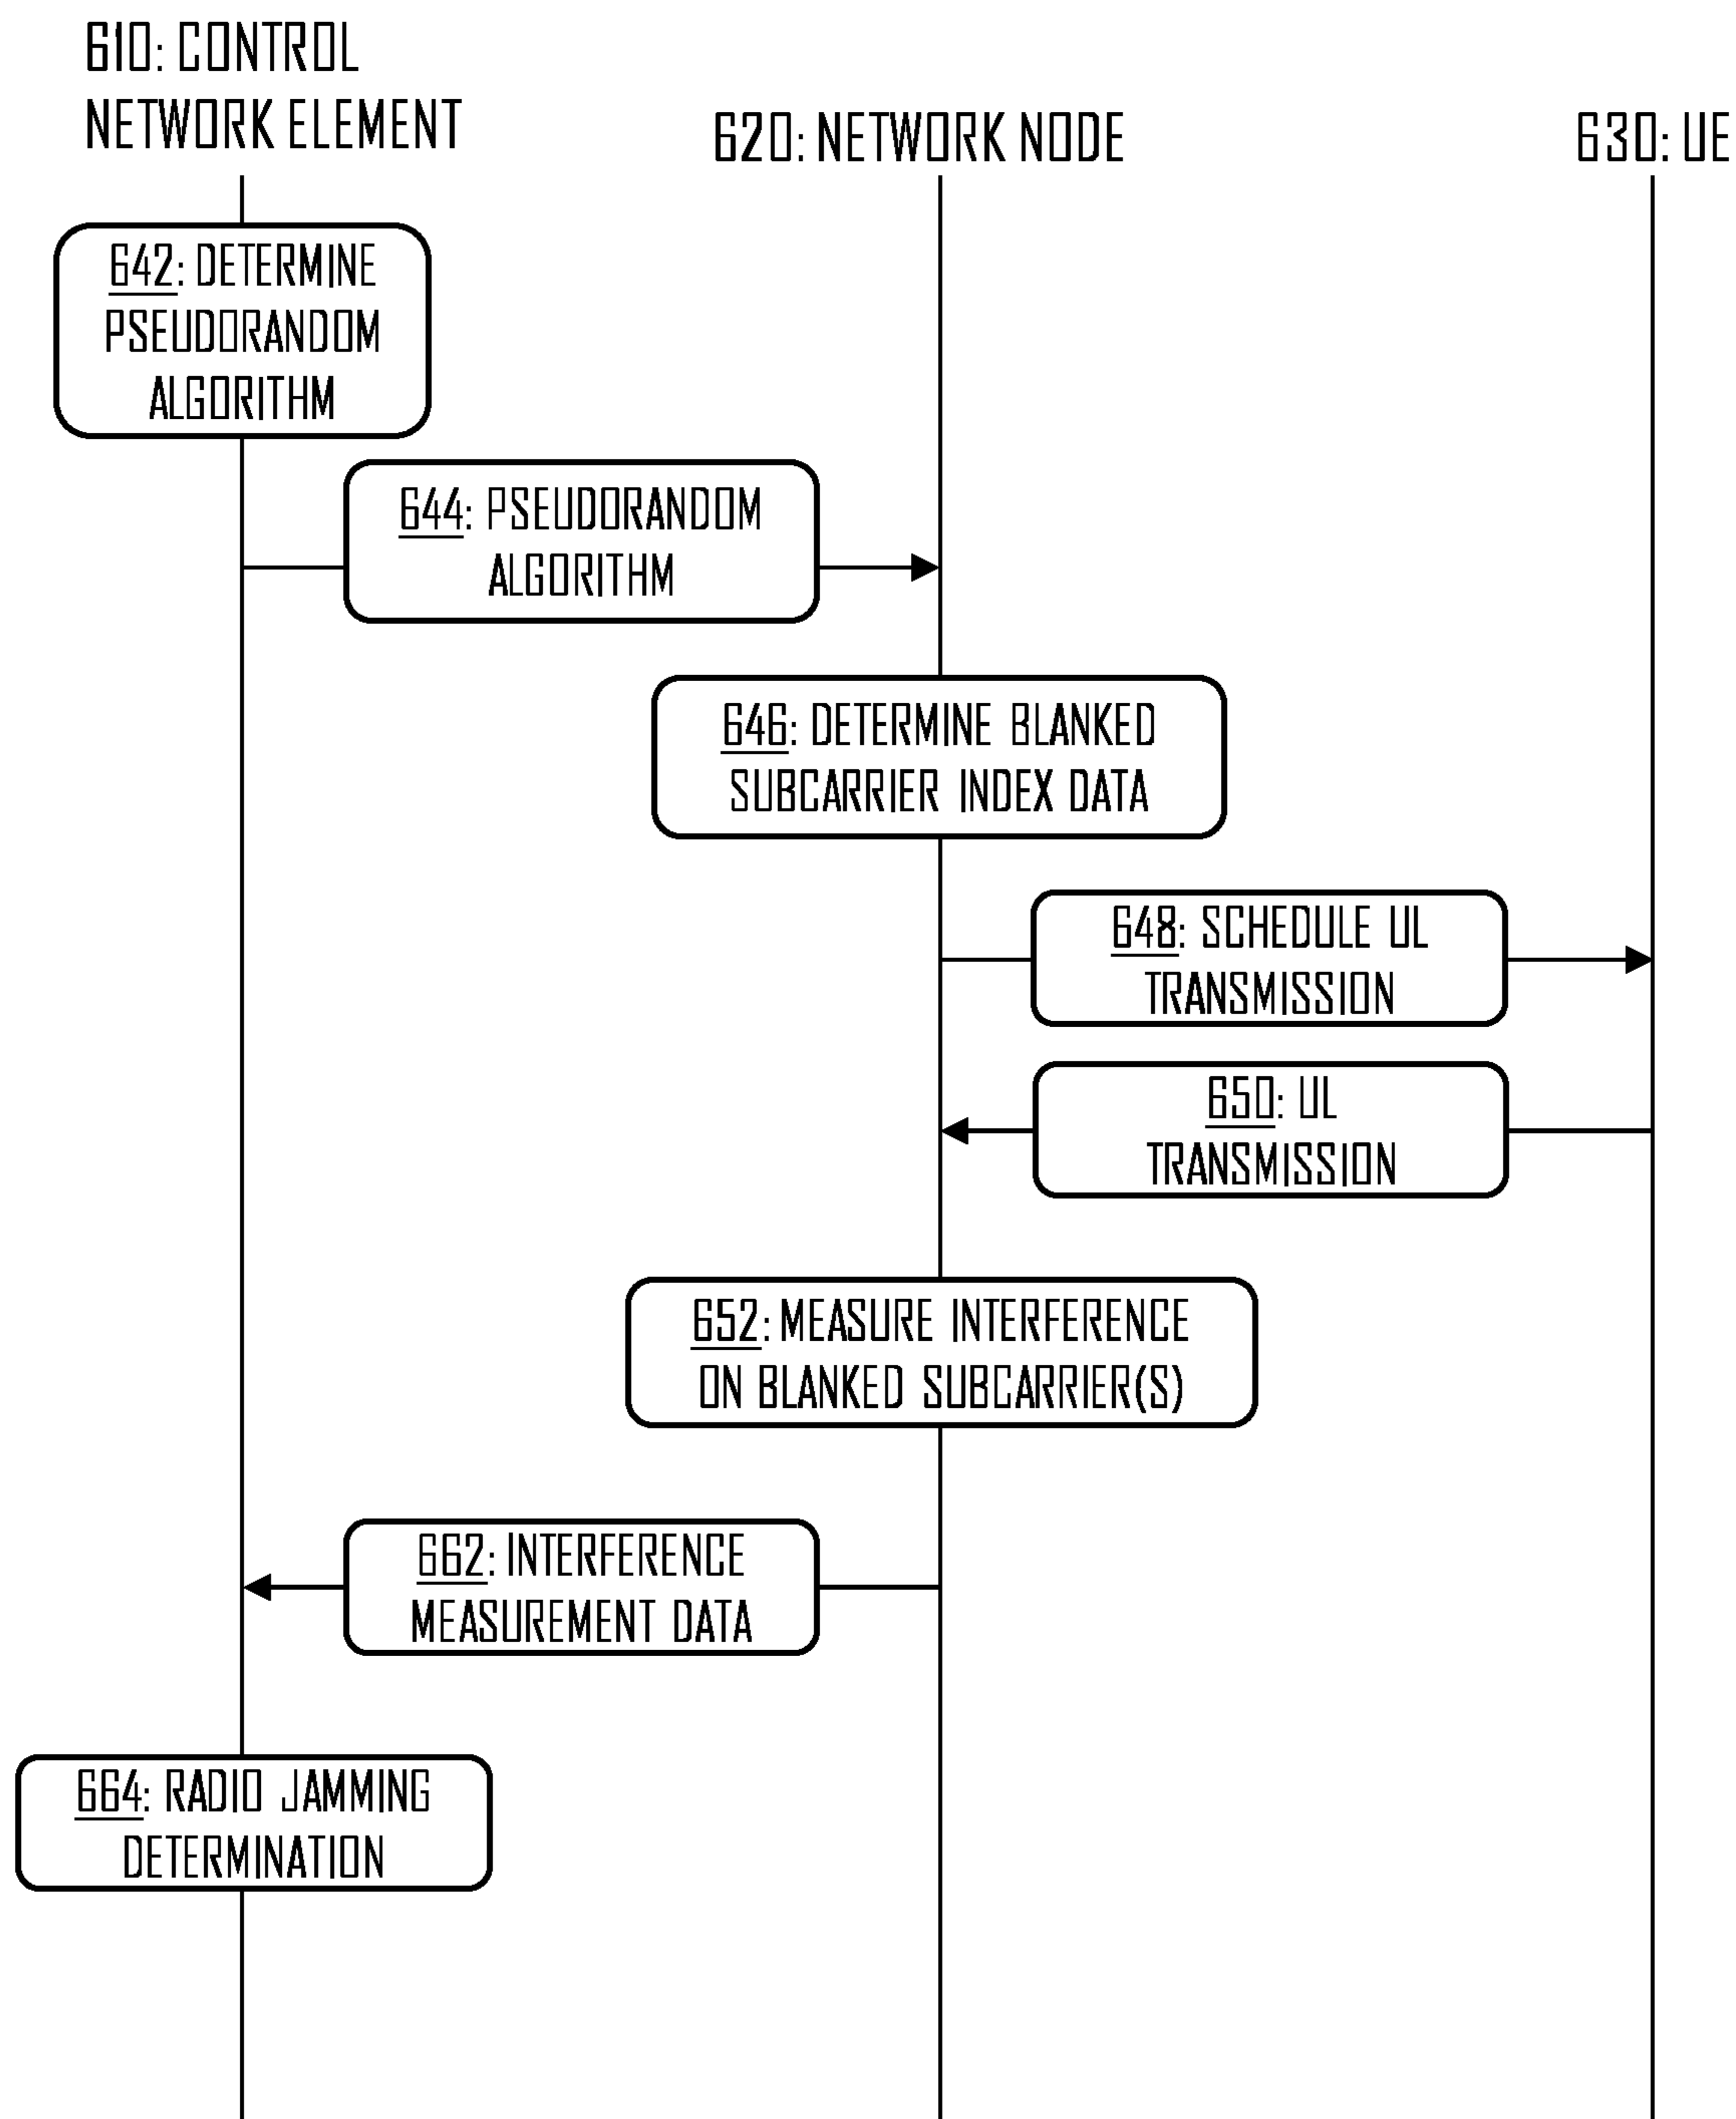 610: CONTROL
NETWORK ELEMENT
620: NETWORK NODE
630: UE
642: DETERMINE
PSEUDORANDOM
ALGORITHM
644: PSEUDORANDOM
ALGORITHM
646: DETERMINE BLANKED
SUBCARRIER INDEX DATA
648: SCHEDULE UL
TRANSMISSION
650: UL
TRANSMISSION
652: MEASURE INTERFERENCE
ON BLANKED SUBCARRIER(S)
662: INTERFERENCE
MEASUREMENT DATA
664: RADIO JAMMING
DETERMINATION